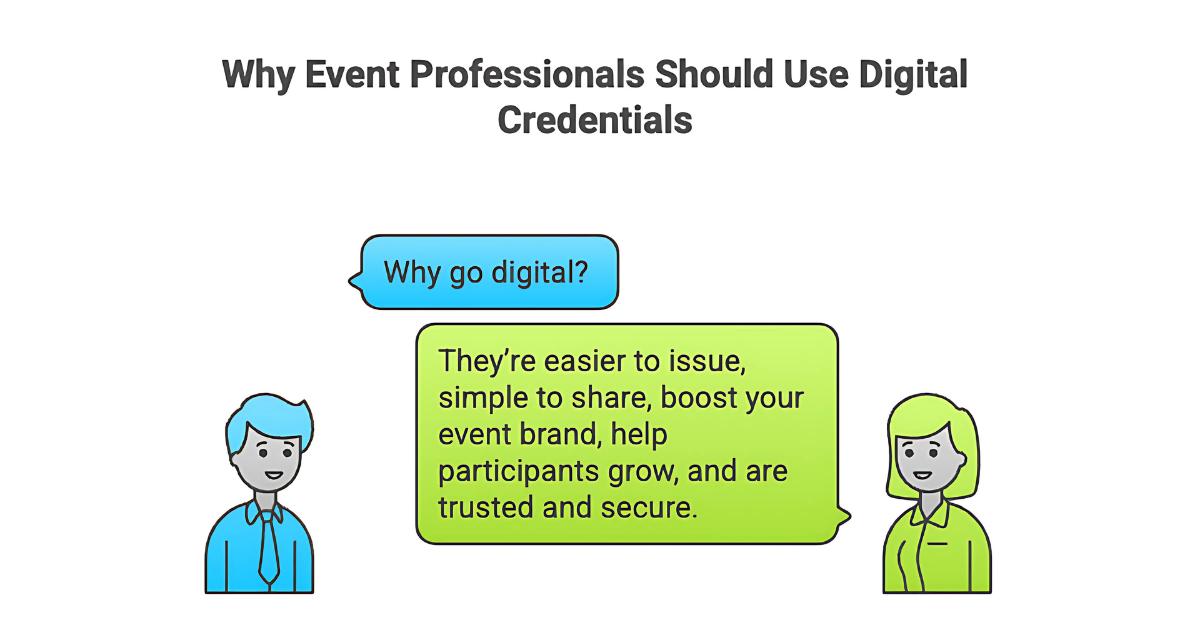 Why Event Professionals Should Use Digital
Credentials
Why go digital?
They’re easier to issue,
simple to share, boost your
event brand, help
participants grow, and are
trusted and secure.